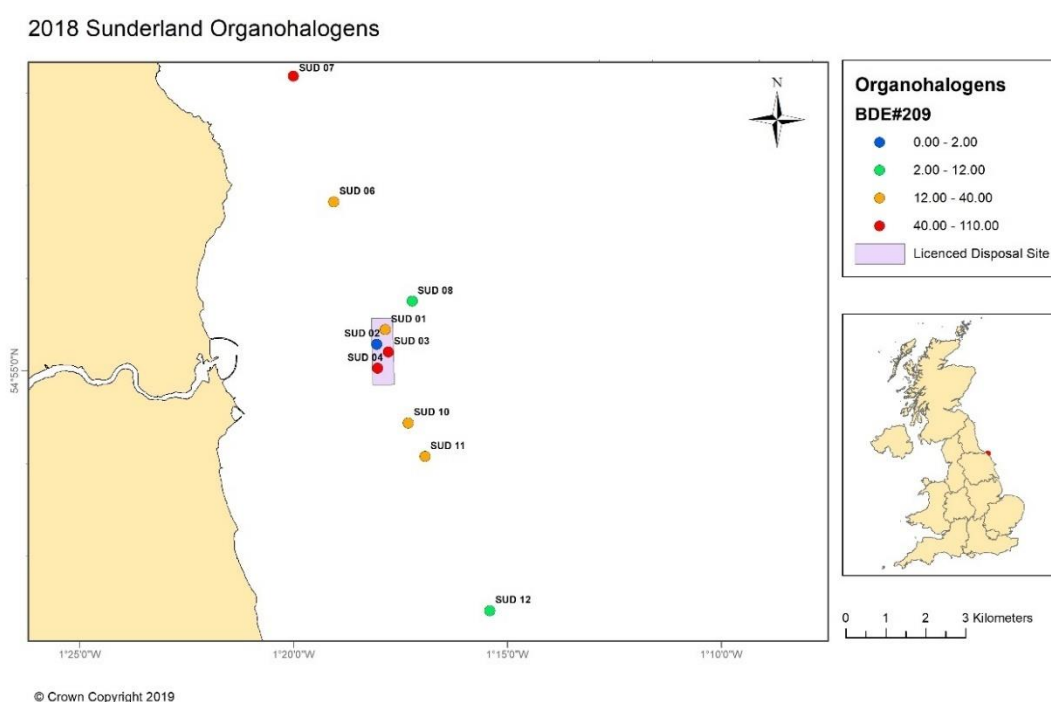 2018 Sunderland Organohalogens
SUD 07
SUD 06
SUD 08
SUD 01
SUD 02
SUD 03
SUD 04
SUD 10
SUD 11
SUD 12
N
54°55'0"N
1°25'0"W
1°20'0"W
1°15'0"W
1°10'0"W
Organohalogens
BDE#209
0.00 - 2.00
2.00 - 12.00
12.00 - 40.00
40.00 - 110.00
Licenced Disposal Site
0 1 2 3 Kilometers
© Crown Copyright 2019